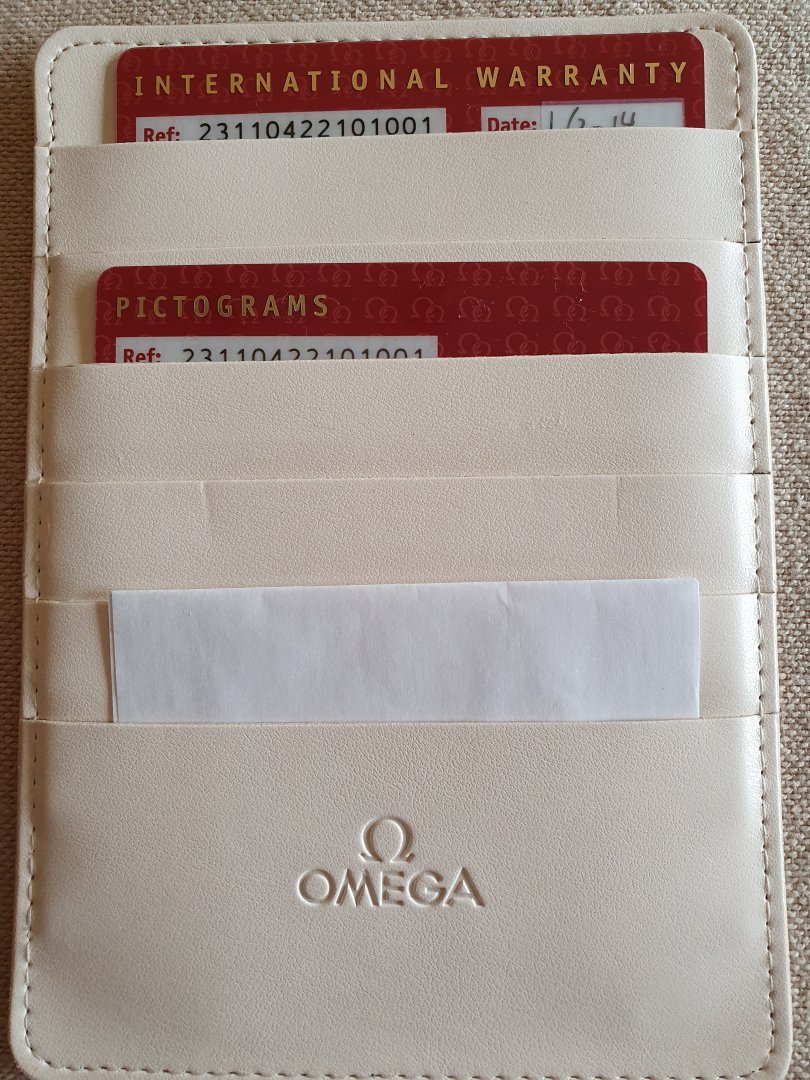 INTERNATIONAL WARRANTY
Ref: 23110422101001 Date:
PICTOGRAMS
Ref: 23110422101001
Ω
OMEGA